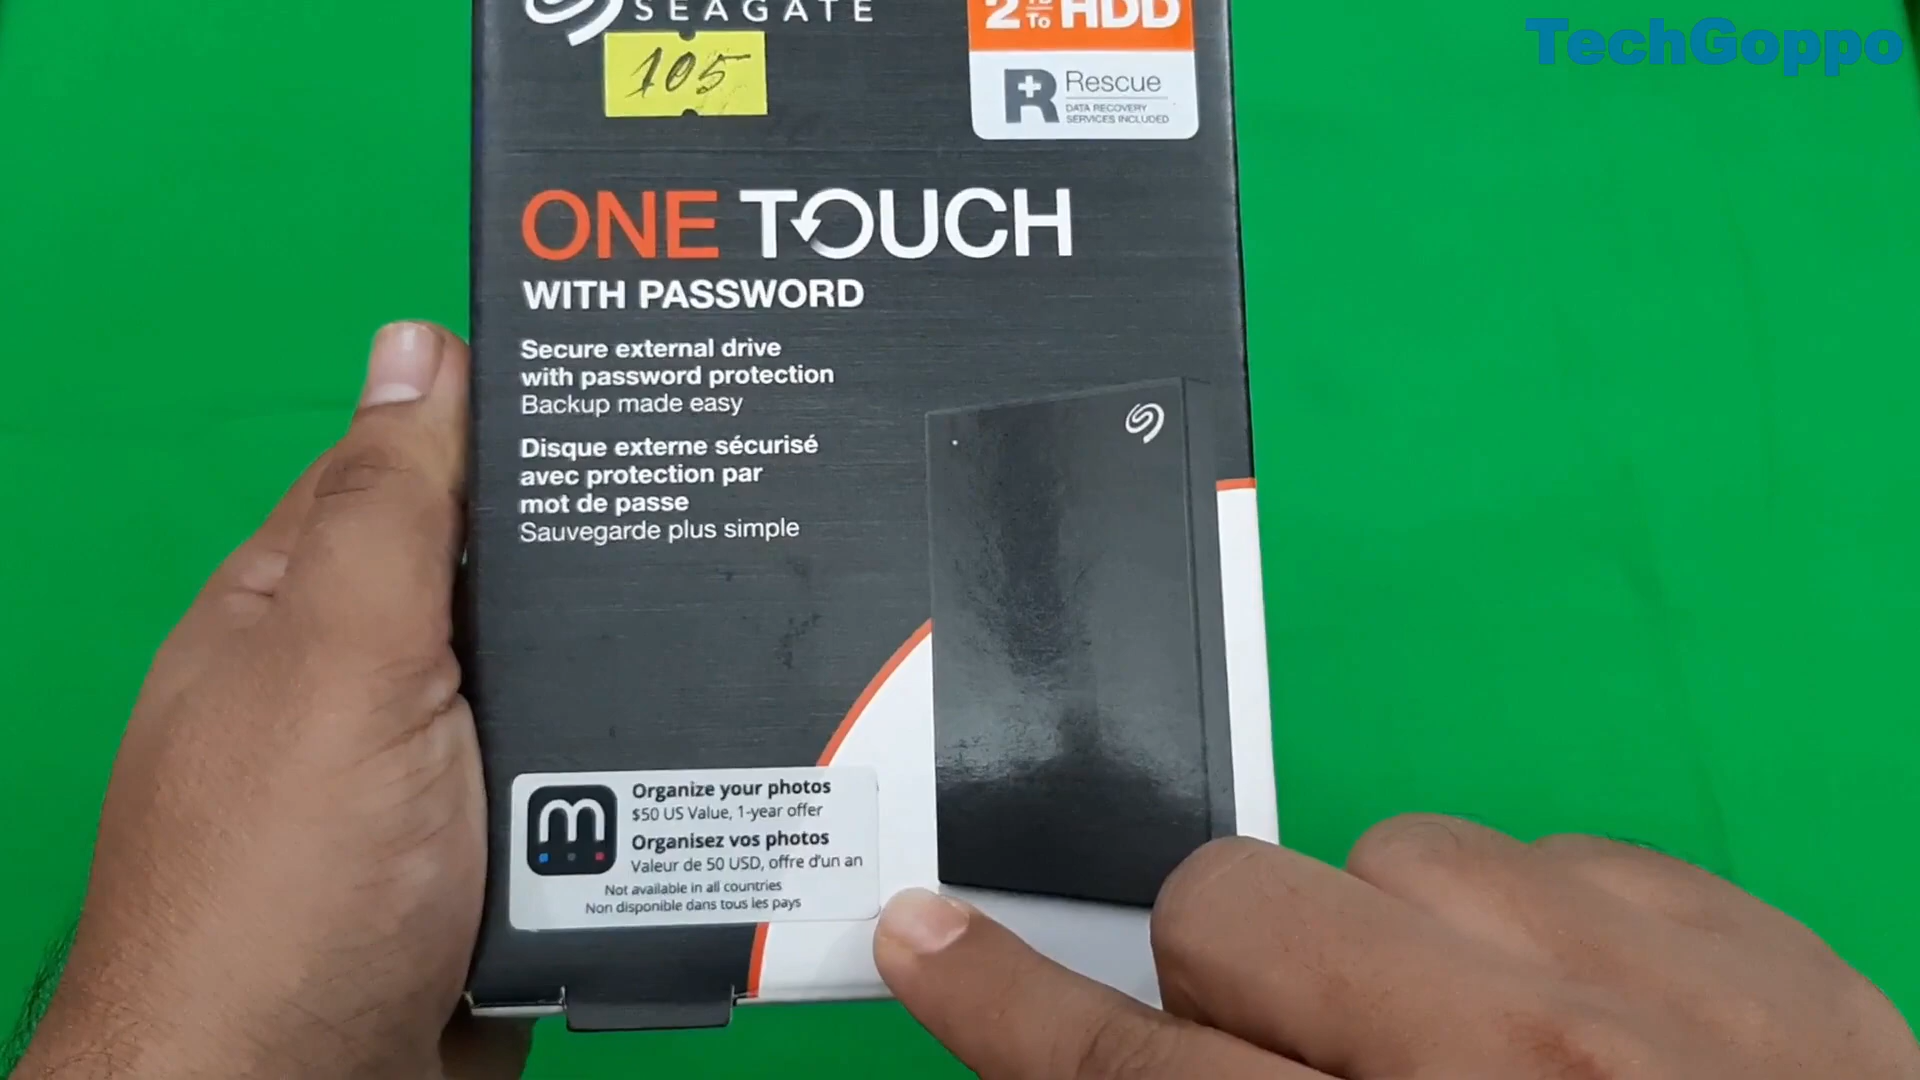 SEAGATE
105
2 TB To HDD
Rescue
DATA RECOVERY
SERVICES INCLUDED
TechGoppo
ONE TOUCH
WITH PASSWORD
Secure external drive
with password protection
Backup made easy
Disque externe sécurisé
avec protection par
mot de passe
Sauvegarde plus simple
m
Organize your photos
$50 US Value, 1-year offer
Organisez vos photos
Valeur de 50 USD, offre d'un an
Not available in all countries
Non disponible dans tous les pays